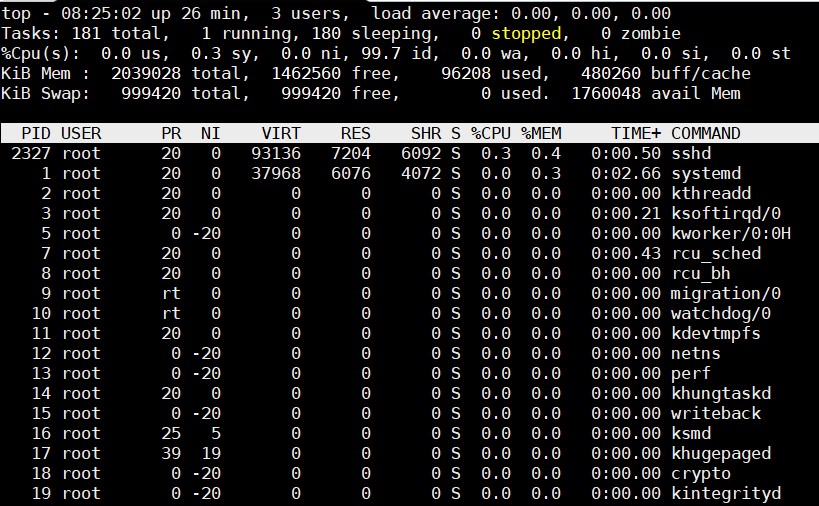 top - 08:25:02 up 26 min,  3 users,  load average: 0.00, 0.00, 0.00
Tasks: 181 total,   1 running, 180 sleeping,   0 stopped,   0 zombie
%Cpu(s):  0.0 us,  0.3 sy,  0.0 ni, 99.7 id,  0.0 wa,  0.0 hi,  0.0 si,  0.0 st
KiB Mem :  2039028 total,  1462560 free,    96208 used,   480260 buff/cache
KiB Swap:   999420 total,   999420 free,        0 used.  1760048 avail Mem
  PID USER      PR  NI    VIRT    RES    SHR S %CPU %MEM     TIME+ COMMAND
 2327 root      20   0   93136   7204   6092 S  0.3  0.4   0:00.50 sshd
    1 root      20   0   37968   6076   4072 S  0.0  0.3   0:02.66 systemd
    2 root      20   0       0      0      0 S  0.0  0.0   0:00.00 kthreadd
    3 root      20   0       0      0      0 S  0.0  0.0   0:00.21 ksoftirqd/0
    5 root       0 -20       0      0      0 S  0.0  0.0   0:00.00 kworker/0:0H
    7 root      20   0       0      0      0 S  0.0  0.0   0:00.43 rcu_sched
    8 root      20   0       0      0      0 S  0.0  0.0   0:00.00 rcu_bh
    9 root      rt   0       0      0      0 S  0.0  0.0   0:00.00 migration/0
   10 root      rt   0       0      0      0 S  0.0  0.0   0:00.00 watchdog/0
   11 root      20   0       0      0      0 S  0.0  0.0   0:00.00 kdevtmpfs
   12 root       0 -20       0      0      0 S  0.0  0.0   0:00.00 netns
   13 root       0 -20       0      0      0 S  0.0  0.0   0:00.00 perf
   14 root      20   0       0      0      0 S  0.0  0.0   0:00.00 khungtaskd
   15 root       0 -20       0      0      0 S  0.0  0.0   0:00.00 writeback
   16 root      25   5       0      0      0 S  0.0  0.0   0:00.00 ksmd
   17 root      39  19       0      0      0 S  0.0  0.0   0:00.00 khugepaged
   18 root       0 -20       0      0      0 S  0.0  0.0   0:00.00 crypto
   19 root       0 -20       0      0      0 S  0.0  0.0   0:00.00 kintegrityd